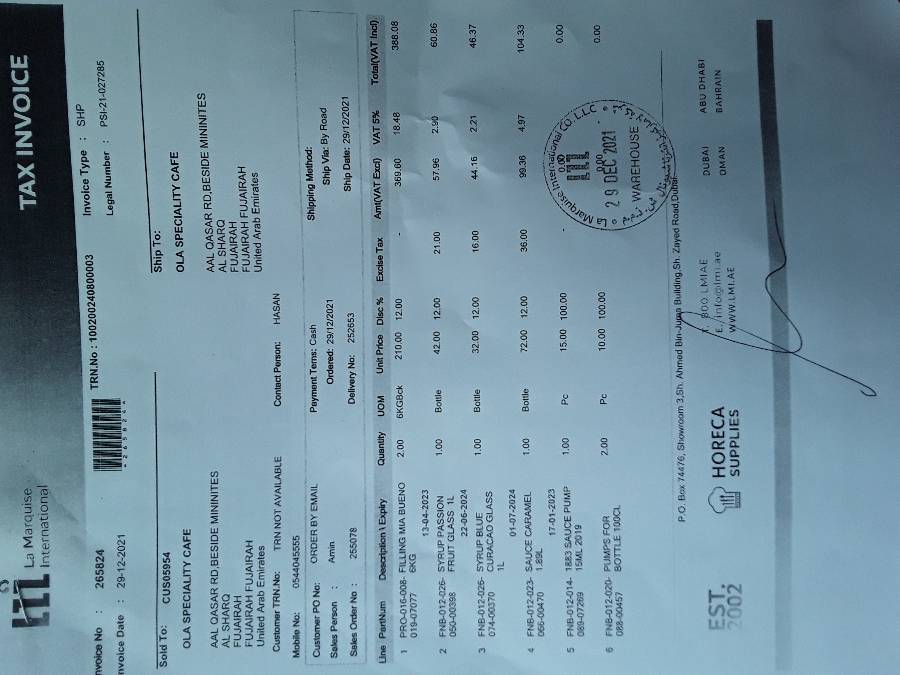 La Marquise
International
TAX INVOICE
Invoice No : 265824
TRN.No : 100200240800003
Invoice Type : SHP
*265824*
Invoice Date : 29-12-2021
Legal Number : PSI-21-027285
Sold To: CUS05954
Ship To:
OLA SPECIALITY CAFE
OLA SPECIALITY CAFE
AAL QASAR RD,BESIDE MININITES
AL SHARQ
FUJAIRAH
FUJAIRAH FUJAIRAH
United Arab Emirates
AAL QASAR RD,BESIDE MININITES
AL SHARQ
FUJAIRAH
FUJAIRAH FUJAIRAH
United Arab Emirates
Customer TRN.No: TRN NOT AVAILABLE
Mobile No: 0544045555 Contact Person: HASAN
Customer PO No: ORDER BY EMAIL Payment Terms: Cash Shipping Method:
Sales Person : Amin Ordered: 29/12/2021 Ship Via: By Road
Sales Order No : 255078 Delivery No: 252653 Ship Date: 29/12/2021
Line PartNum Description \ Expiry Quantity UOM Unit Price Disc % Excise Tax Amt(VAT Excl) VAT 5% Total(VAT Incl)
1 PRO-016-008- FILLING MIA BUENO 2.00 6KGBck 210.00 12.00 - 369.60 18.48 388.08
019-07077 6KG
13-04-2023
2 FNB-012-026- SYRUP PASSION 1.00 Bottle 42.00 12.00 21.00 57.96 2.90 60.86
050-00398 FRUIT GLASS 1L
22-06-2024
3 FNB-012-026- SYRUP BLUE 1.00 Bottle 32.00 12.00 16.00 44.16 2.21 46.37
074-00370 CURACAO GLASS
1L
01-07-2024
4 FNB-012-023- SAUCE CARAMEL 1.00 Bottle 72.00 12.00 36.00 99.36 4.97 104.33
066-00470 1.89L
17-01-2023
5 FNB-012-014- 1883 SAUCE PUMP 1.00 Pc 15.00 100.00 - 0.00 0.00
089-07269 15ML 2019
6 FNB-012-020- PUMPS FOR 2.00 Pc 10.00 100.00 0.00 0.00
088-00457 BOTTLE 100CL
La Marquise International CO L.L.C.
29 DEC 2021
WAREHOUSE
P.O. Box 74476, Showroom 3,Sh. Ahmed Bin-Juma Building,Sh. Zayed Road,Dubai
EST.
2002
HORECA
SUPPLIES
T. 800 LMIAE
E./info@lmi.ae
WWW.LMI.AE
DUBAI ABU DHABI
OMAN BAHRAIN